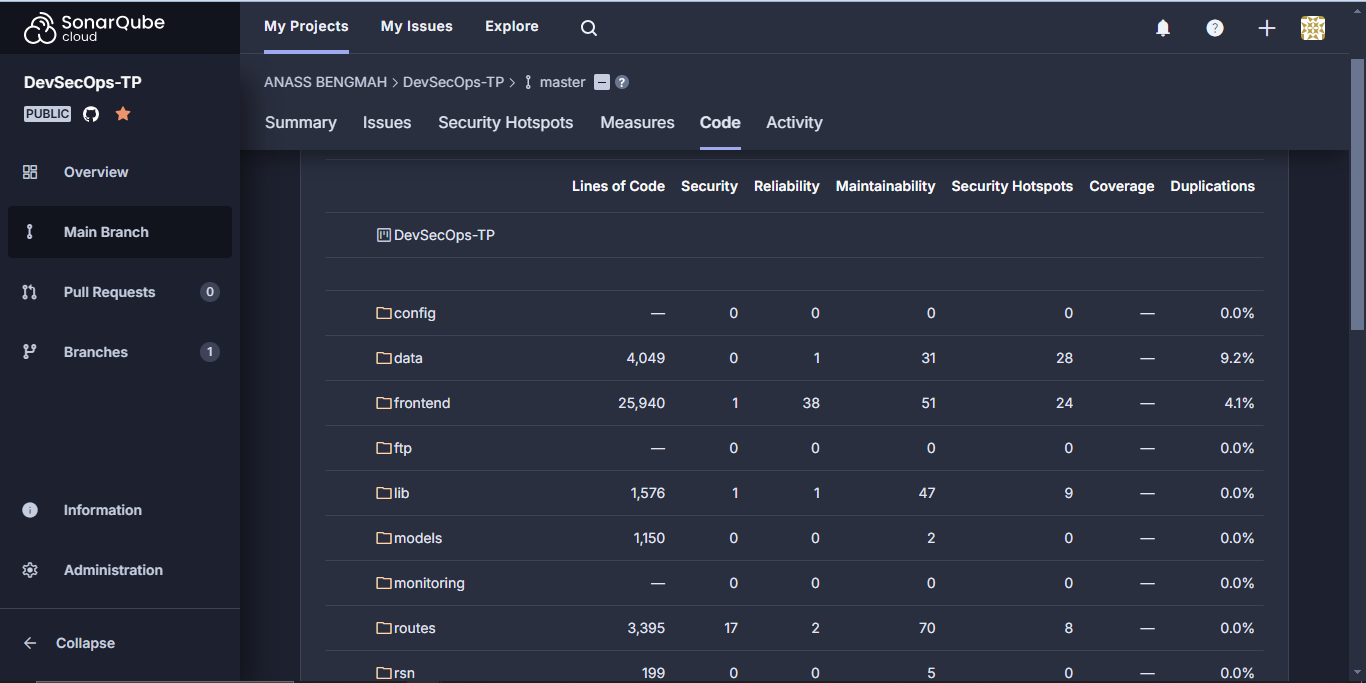 SonarQube
cloud
My Projects My Issues Explore ?
DevSecOps-TP
PUBLIC
ANASS BENGMAH > DevSecOps-TP > master ?
Summary Issues Security Hotspots Measures Code Activity
Overview
Main Branch
Pull Requests 0
Branches 1
Information
Administration
Collapse
Lines of Code Security Reliability Maintainability Security Hotspots Coverage Duplications
DevSecOps-TP
config — 0 0 0 0 — 0.0%
data 4,049 0 1 31 28 — 9.2%
frontend 25,940 1 38 51 24 — 4.1%
ftp — 0 0 0 0 — 0.0%
lib 1,576 1 1 47 9 — 0.0%
models 1,150 0 0 2 0 — 0.0%
monitoring — 0 0 0 0 — 0.0%
routes 3,395 17 2 70 8 — 0.0%
rsn 199 0 0 5 0 — 0.0%